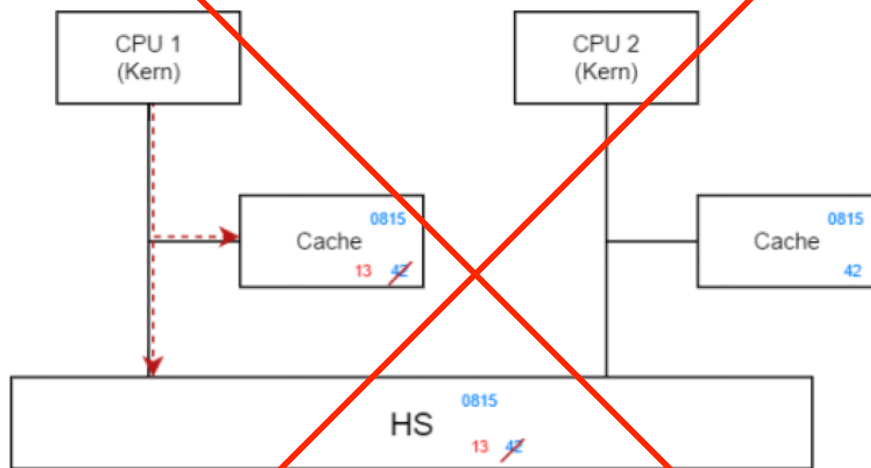 CPU 1
(Kern)
CPU 2
(Kern)
0815
Cache
13 42
0815
Cache
42
0815
HS
13 42